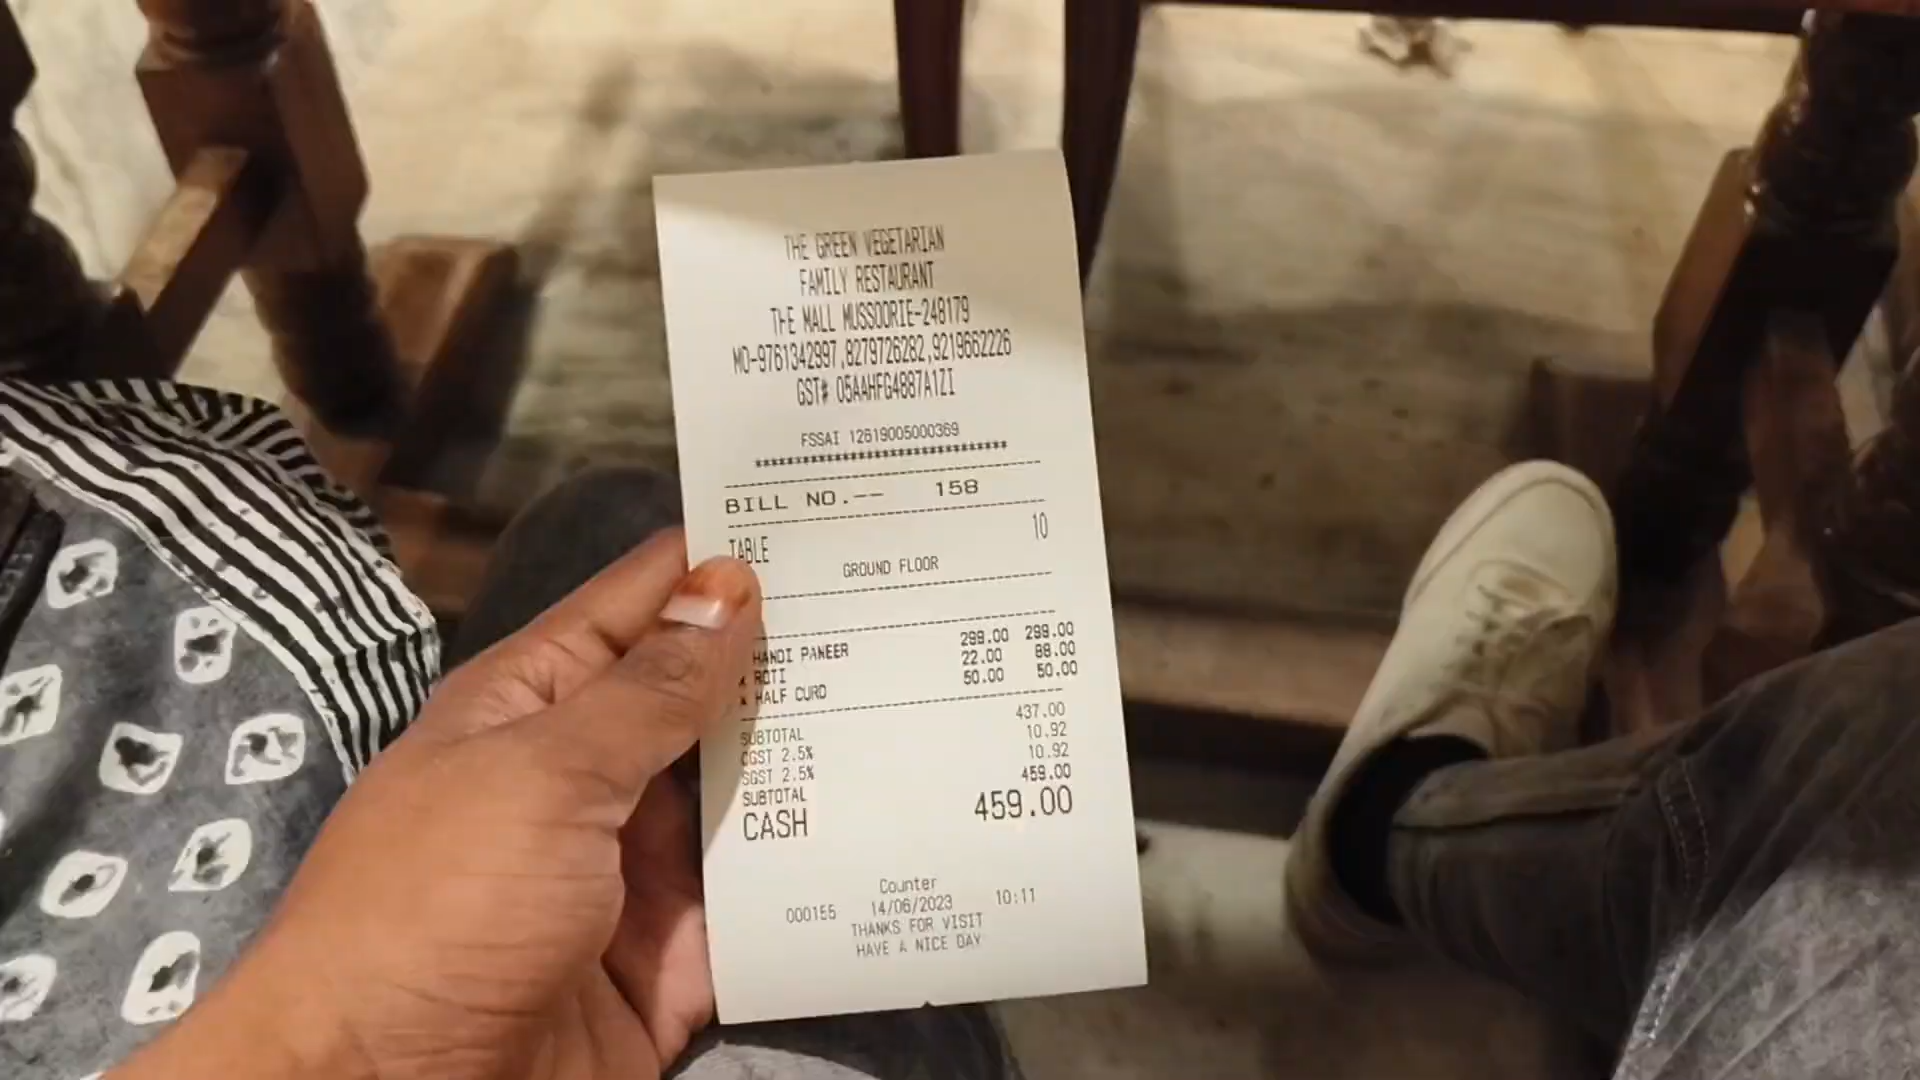 THE GREEN VEGETARIAN
FAMILY RESTAURANT
THE MALL MUSSOORIE-248179
MO-9761342997,8279726282,9219662226
GST# 05AAHFG4887A1ZI
FSSAI 12619005000369
******************************
BILL NO.-- 158
TABLE 10
GROUND FLOOR
HANDI PANEER 299.00 299.00
ROTI 22.00 88.00
HALF CURD 50.00 50.00
SUBTOTAL 437.00
CGST 2.5% 10.92
SGST 2.5% 10.92
SUBTOTAL 459.00
CASH 459.00
Counter
000155 14/06/2023 10:11
THANKS FOR VISIT
HAVE A NICE DAY